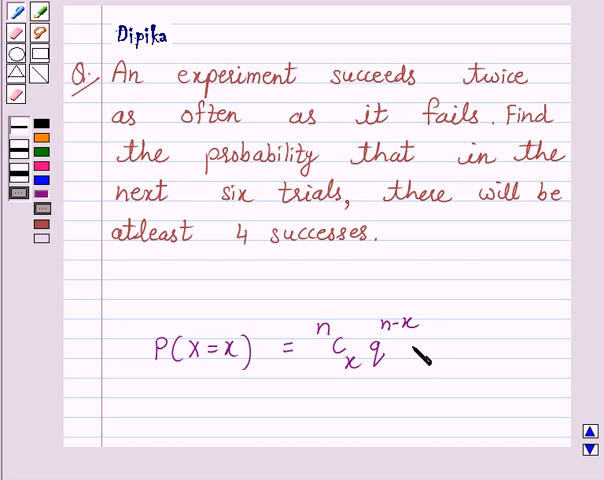 Dipika
Q. An experiment succeeds twice
as often as it fails. Find
the probability that in the
next six trials, there will be
atleast 4 successes.
P(X=x) = ⁿCₓ qⁿ⁻ˣ